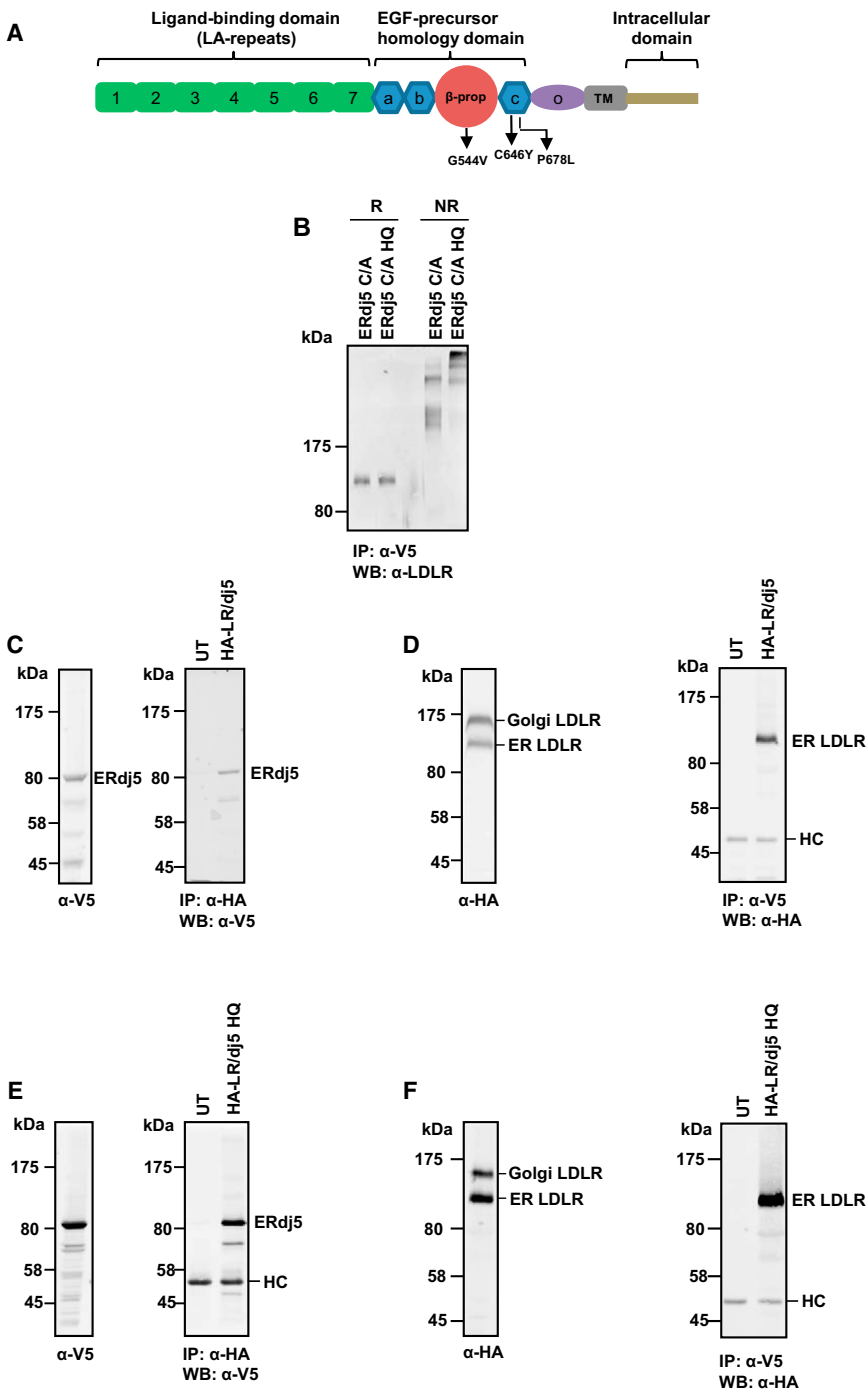 A
Ligand-binding domain
(LA-repeats)
EGF-precursor
homology domain
Intracellular
domain
1 2 3 4 5 6 7 a b β-prop c o TM
G544V
C646Y
P678L
B
R NR
ERdj5 C/A
ERdj5 C/A HQ
ERdj5 C/A
ERdj5 C/A HQ
kDa
175
80
IP: α-V5
WB: α-LDLR
C
kDa
175
80
58
45
ERdj5
α-V5
UT
HA-LR/dj5
kDa
175
80
58
45
ERdj5
IP: α-HA
WB: α-V5
D
kDa
175
80
58
45
Golgi LDLR
ER LDLR
α-HA
UT
HA-LR/dj5
kDa
175
80
58
45
ER LDLR
HC
IP: α-V5
WB: α-HA
E
kDa
175
80
58
45
α-V5
UT
HA-LR/dj5 HQ
kDa
175
80
58
45
ERdj5
HC
IP: α-HA
WB: α-V5
F
kDa
175
80
58
45
Golgi LDLR
ER LDLR
α-HA
UT
HA-LR/dj5 HQ
kDa
175
80
58
45
ER LDLR
HC
IP: α-V5
WB: α-HA